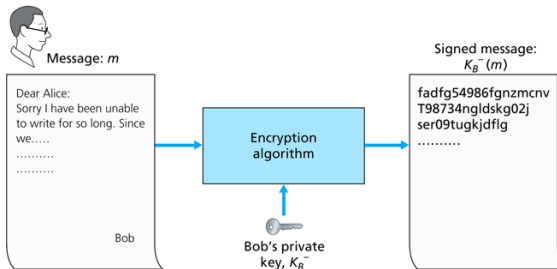 Message: m
Dear Alice:
Sorry I have been unable
to write for so long. Since
we.....
..........
..........
Bob
Encryption
algorithm
Bob's private
key, K_B^-
Signed message:
K_B^- (m)
fadfg54986fgnzmcnv
T98734ngldskg02j
ser09tugkjdflg
..........